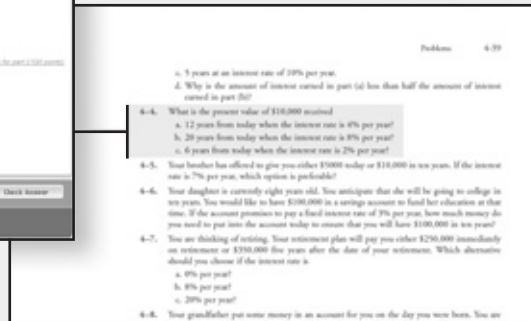 Problems 4-39
c. 5 years at an interest rate of 10% per year.
d. Why is the amount of interest earned in part (a) less than half the amount of interest
earned in part (b)?
4–4. What is the present value of $10,000 received
a. 12 years from today when the interest rate is 4% per year?
b. 20 years from today when the interest rate is 8% per year?
c. 6 years from today when the interest rate is 2% per year?
4–5. Your brother has offered to give you either $5000 today or $10,000 in ten years. If the interest
rate is 7% per year, which option is preferable?
4–6. Your daughter is currently eight years old. You anticipate that she will be going to college in
ten years. You would like to have $100,000 in a savings account to fund her education at that
time. If the account promises to pay a fixed interest rate of 3% per year, how much money do
you need to put into the account today to ensure that you will have $100,000 in ten years?
4–7. You are thinking of retiring. Your retirement plan will pay you either $250,000 immediately
on retirement or $350,000 five years after the date of your retirement. Which alternative
should you choose if the interest rate is
a. 0% per year?
b. 8% per year?
c. 20% per year?
4–8. Your grandfather put some money in an account for you on the day you were born. You are
Check Answer